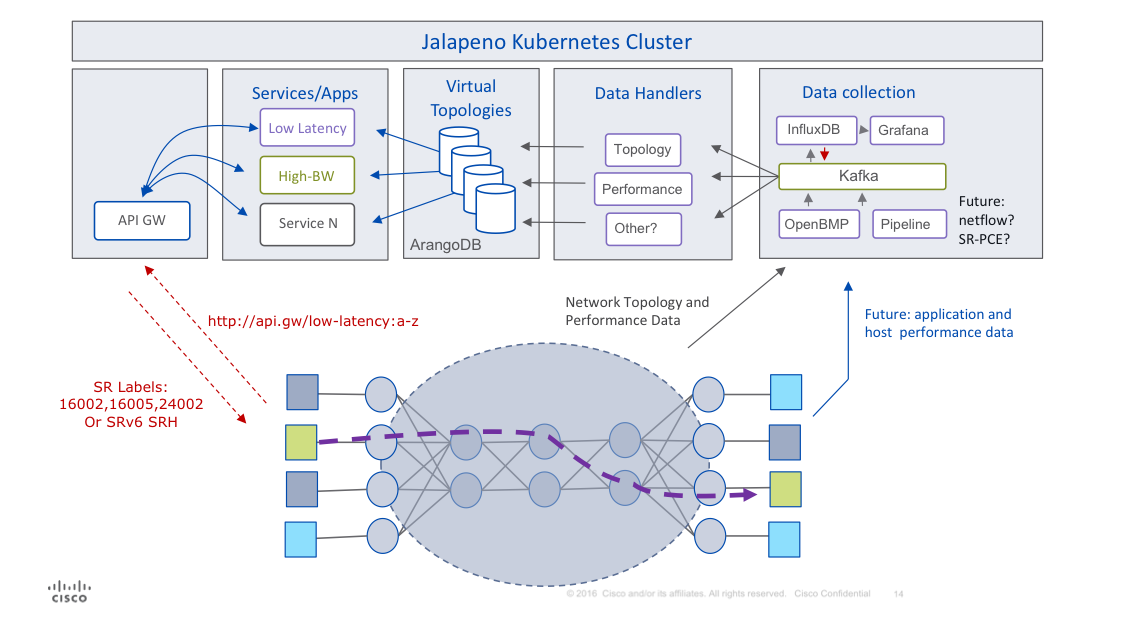 Jalapeno Kubernetes Cluster
Services/Apps
Low Latency
High-BW
Service N
API GW
Virtual
Topologies
ArangoDB
Data Handlers
Topology
Performance
Other?
Data collection
InfluxDB
Grafana
Kafka
OpenBMP
Pipeline
Future:
netflow?
SR-PCE?
http://api.gw/low-latency:a-z
SR Labels:
16002,16005,24002
Or SRv6 SRH
Network Topology and
Performance Data
Future: application and
host performance data
CISCO
© 2016 Cisco and/or its affiliates. All rights reserved. Cisco Confidential
14